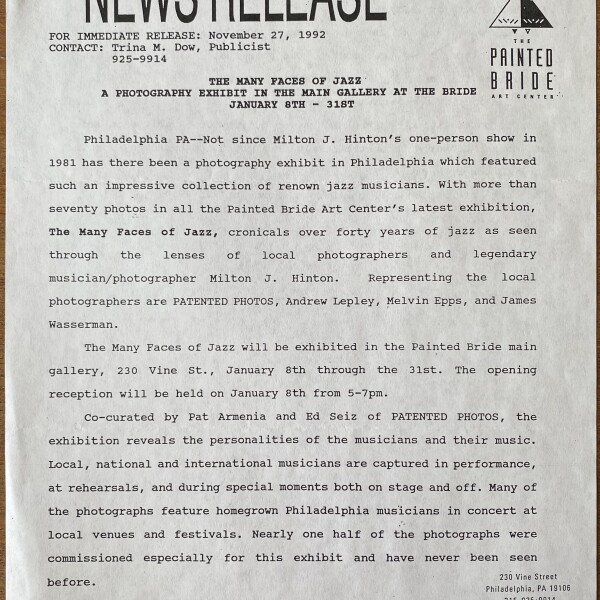 NEWS RELEASE
FOR IMMEDIATE RELEASE: November 27, 1992
CONTACT: Trina M. Dow, Publicist
925-9914
THE
PAINTED
BRIDE
ART CENTER
THE MANY FACES OF JAZZ
A PHOTOGRAPHY EXHIBIT IN THE MAIN GALLERY AT THE BRIDE
JANUARY 8TH - 31ST
Philadelphia PA--Not since Milton J. Hinton's one-person show in
1981 has there been a photography exhibit in Philadelphia which featured
such an impressive collection of renown jazz musicians. With more than
seventy photos in all the Painted Bride Art Center's latest exhibition,
The Many Faces of Jazz, cronicals over forty years of jazz as seen
through the lenses of local photographers and legendary
musician/photographer Milton J. Hinton. Representing the local
photographers are PATENTED PHOTOS, Andrew Lepley, Melvin Epps, and James
Wasserman.
The Many Faces of Jazz will be exhibited in the Painted Bride main
gallery, 230 Vine St., January 8th through the 31st. The opening
reception will be held on January 8th from 5-7pm.
Co-curated by Pat Armenia and Ed Seiz of PATENTED PHOTOS, the
exhibition reveals the personalities of the musicians and their music.
Local, national and international musicians are captured in performance,
at rehearsals, and during special moments both on stage and off. Many of
the photographs feature homegrown Philadelphia musicians in concert at
local venues and festivals. Nearly one half of the photographs were
commissioned especially for this exhibit and have never been seen
before.
230 Vine Street
Philadelphia, PA 19106
215-925-9914